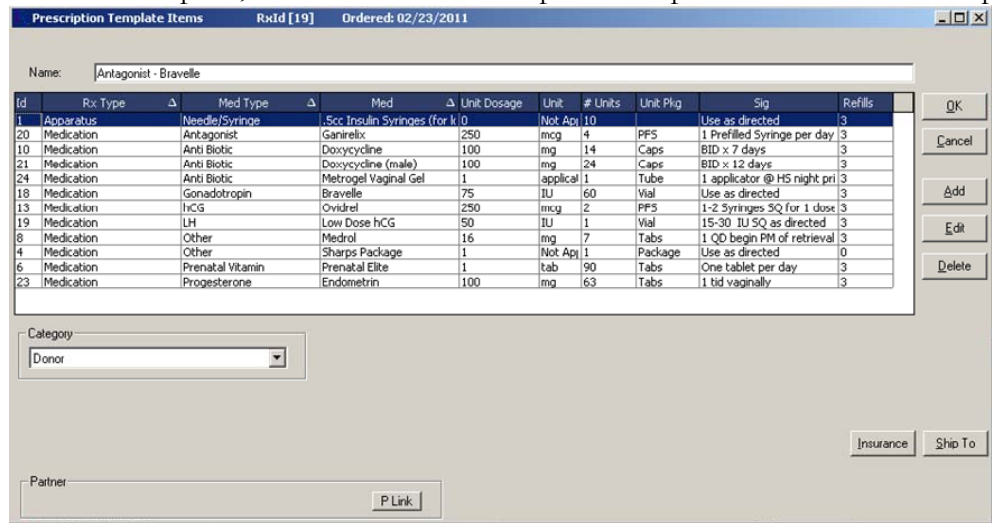 Prescription Template Items RxId [19] Ordered: 02/23/2011
Name: Antagonist - Bravelle
Id Rx Type Med Type Med Unit Dosage Unit # Units Unit Pkg Sig Refills
1 Apparatus Needle/Syringe .5cc Insulin Syringes (for k 0 Not Ap 10 Use as directed 3
20 Medication Antagonist Ganirelix 250 mcg 4 PFS 1 Prefilled Syringe per day 3
10 Medication Anti Biotic Doxycycline 100 mg 14 Caps BID x 7 days 3
21 Medication Anti Biotic Doxycycline (male) 100 mg 24 Caps BID x 12 days 3
24 Medication Anti Biotic Metrogel Vaginal Gel 1 applical 1 Tube 1 applicator @ HS night pri 3
18 Medication Gonadotropin Bravelle 75 IU 60 Vial Use as directed 3
13 Medication hCG Ovidrel 250 mcg 2 PFS 1-2 Syringes SQ for 1 dose 3
19 Medication LH Low Dose hCG 50 IU 1 Vial 15-30 IU SQ as directed 3
8 Medication Other Medrol 16 mg 7 Tabs 1 QD begin PM of retrieval 3
4 Medication Other Sharps Package 1 Not Ap 1 Package Use as directed 0
6 Medication Prenatal Vitamin Prenatal Elite 1 tab 90 Tabs One tablet per day 3
23 Medication Progesterone Endometrin 100 mg 63 Tabs 1 tid vaginally 3
OK
Cancel
Add
Edit
Delete
Category
Donor
Insurance Ship To
Partner
P Link